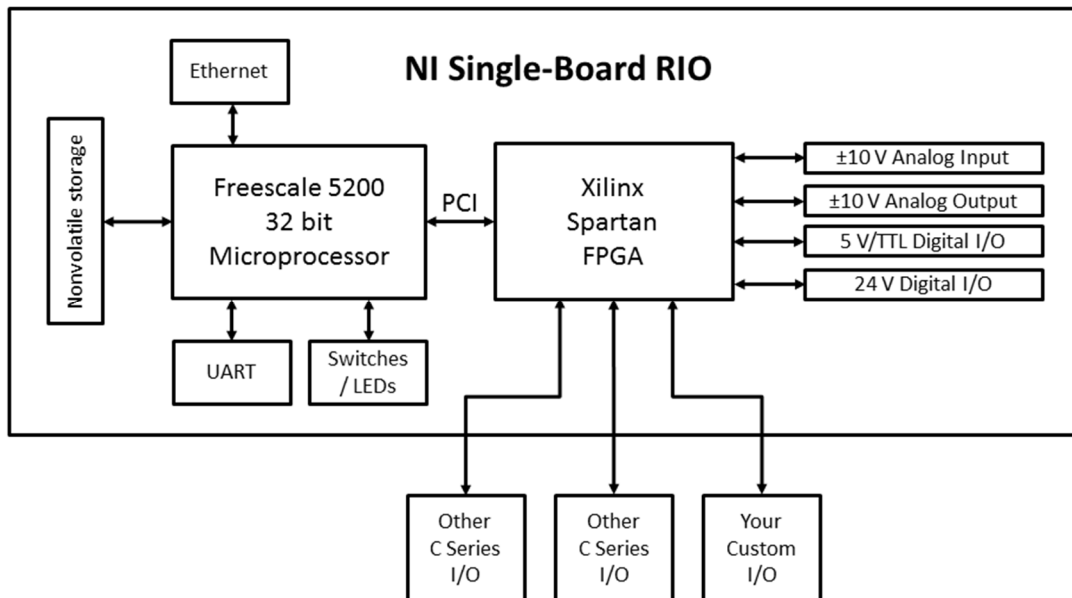 NI Single-Board RIO
Ethernet
Nonvolatile storage
Freescale 5200
32 bit
Microprocessor
PCI
Xilinx
Spartan
FPGA
±10 V Analog Input
±10 V Analog Output
5 V/TTL Digital I/O
24 V Digital I/O
UART
Switches
/ LEDs
Other
C Series
I/O
Other
C Series
I/O
Your
Custom
I/O